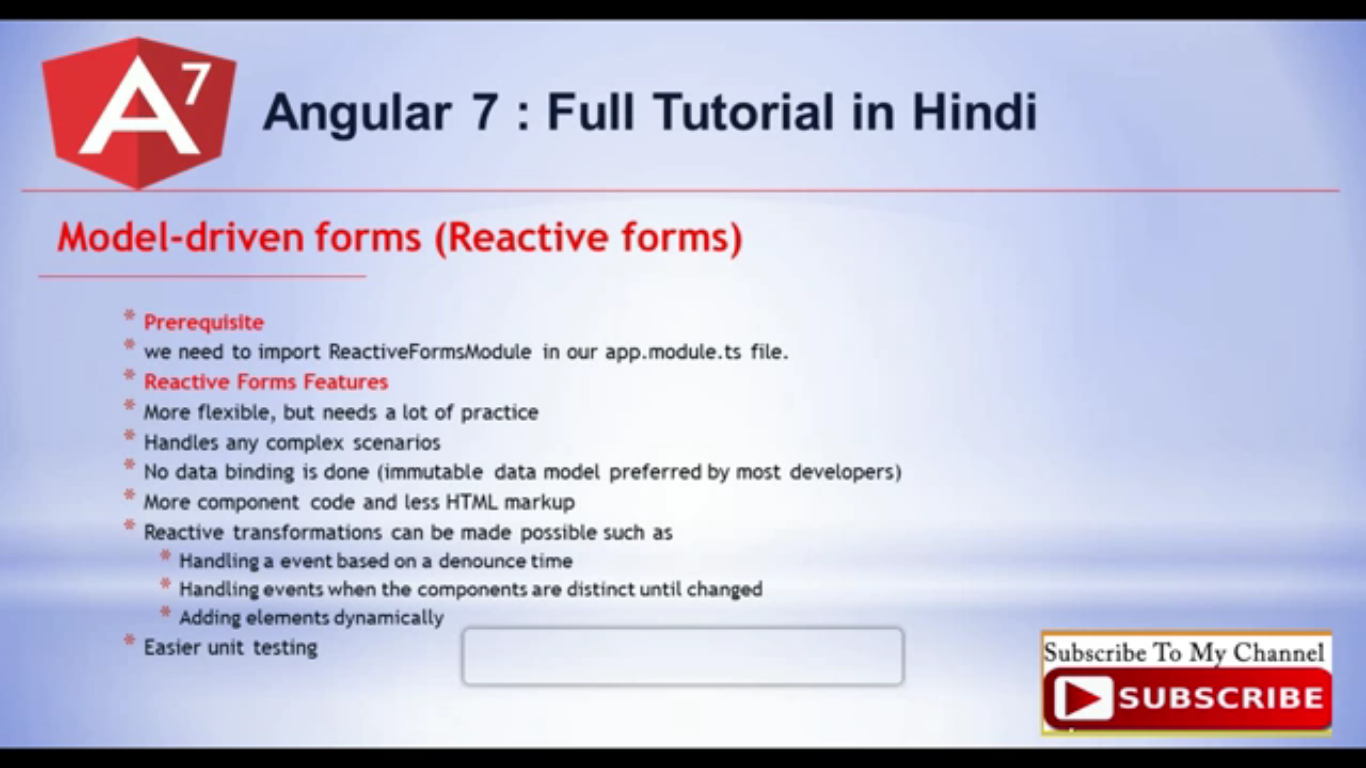 A7
Angular 7 : Full Tutorial in Hindi
Model-driven forms (Reactive forms)
* Prerequisite
* we need to import ReactiveFormsModule in our app.module.ts file.
* Reactive Forms Features
* More flexible, but needs a lot of practice
* Handles any complex scenarios
* No data binding is done (immutable data model preferred by most developers)
* More component code and less HTML markup
* Reactive transformations can be made possible such as
* Handling a event based on a denounce time
* Handling events when the components are distinct until changed
* Adding elements dynamically
* Easier unit testing
Subscribe To My Channel
SUBSCRIBE